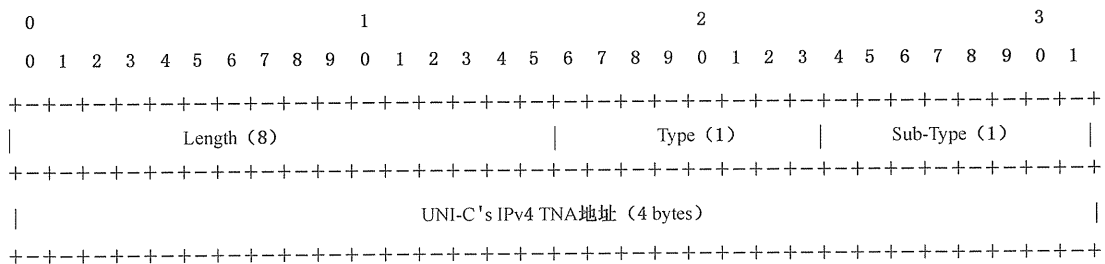 0 1 2 3
0 1 2 3 4 5 6 7 8 9 0 1 2 3 4 5 6 7 8 9 0 1 2 3 4 5 6 7 8 9 0 1
+-+-+-+-+-+-+-+-+-+-+-+-+-+-+-+-+-+-+-+-+-+-+-+-+-+-+-+-+-+-+-+-+
| Length（8） | Type（1） | Sub-Type（1） |
+-+-+-+-+-+-+-+-+-+-+-+-+-+-+-+-+-+-+-+-+-+-+-+-+-+-+-+-+-+-+-+-+
| UNI-C's IPv4 TNA地址（4 bytes） |
+-+-+-+-+-+-+-+-+-+-+-+-+-+-+-+-+-+-+-+-+-+-+-+-+-+-+-+-+-+-+-+-+